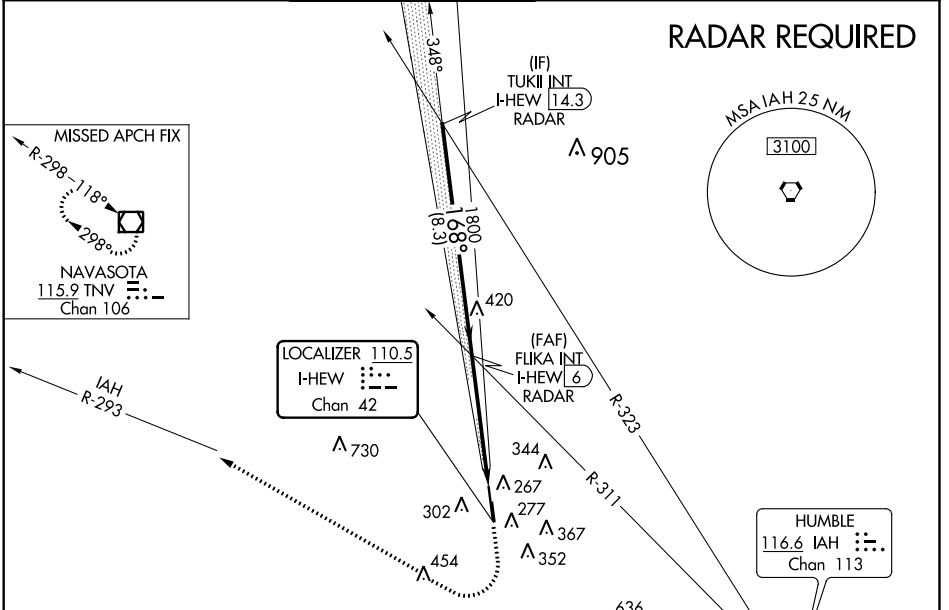 RADAR REQUIRED
348°
(IF)
TUKII INT
I-HEW 14.3
RADAR
905
MSA IAH 25 NM
3100
MISSED APCH FIX
R-298
118°
298°
NAVASOTA
115.9 TNV
Chan 106
1800
168°
(8.3)
420
(FAF)
FLIKA INT
I-HEW 6
RADAR
LOCALIZER 110.5
I-HEW
Chan 42
IAH
R-293
R-323
730
344
267
R-311
302
277
367
352
454
HUMBLE
116.6 IAH
Chan 113
636